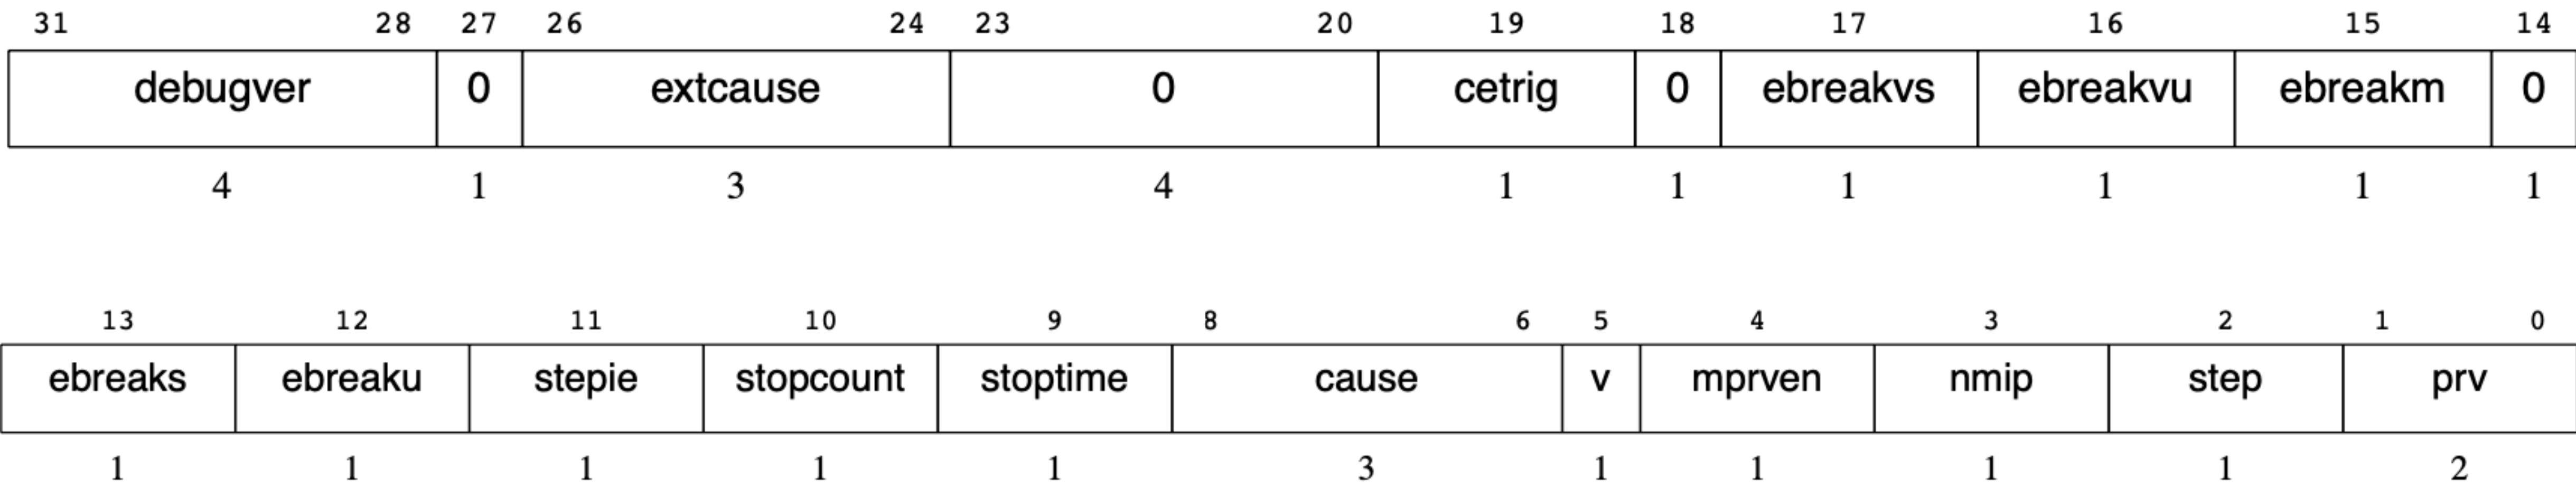 31 28 27 26 24 23 20 19 18 17 16 15 14
debugver 0 extcause 0 cetrig 0 ebreakvs ebreakvu ebreakm 0
4 1 3 4 1 1 1 1 1 1
13 12 11 10 9 8 6 5 4 3 2 1 0
ebreaks ebreaku stepie stopcount stoptime cause v mprven nmip step prv
1 1 1 1 1 3 1 1 1 1 2